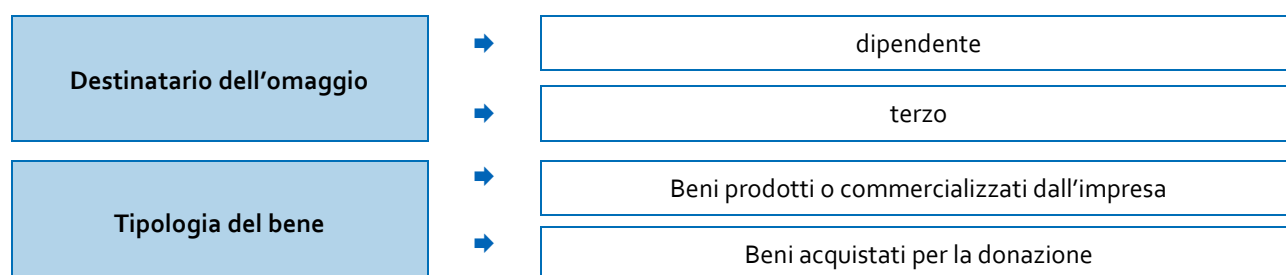 Destinatario dell’omaggio
dipendente
terzo
Tipologia del bene
Beni prodotti o commercializzati dall’impresa
Beni acquistati per la donazione